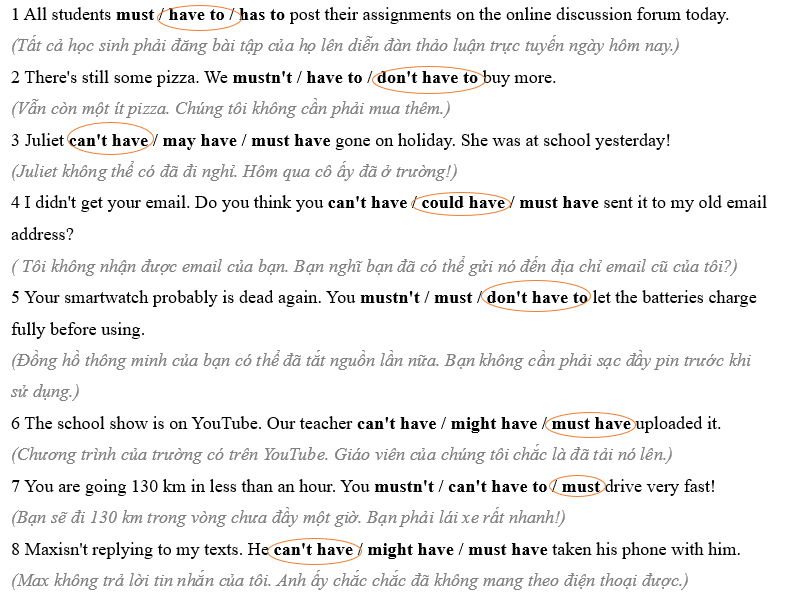 1 All students must / have to / has to post their assignments on the online discussion forum today.
(Tất cả học sinh phải đăng bài tập của họ lên diễn đàn thảo luận trực tuyến ngày hôm nay.)
2 There's still some pizza. We mustn't / have to / don't have to buy more.
(Vẫn còn một ít pizza. Chúng tôi không cần phải mua thêm.)
3 Juliet can't have / may have / must have gone on holiday. She was at school yesterday!
(Juliet không thể có đã đi nghỉ. Hôm qua cô ấy đã ở trường!)
4 I didn't get your email. Do you think you can't have / could have / must have sent it to my old email
address?
( Tôi không nhận được email của bạn. Bạn nghĩ bạn đã có thể gửi nó đến địa chỉ email cũ của tôi?)
5 Your smartwatch probably is dead again. You mustn't / must / don't have to let the batteries charge
fully before using.
(Đồng hồ thông minh của bạn có thể đã tắt nguồn lần nữa. Bạn không cần phải sạc đầy pin trước khi
sử dụng.)
6 The school show is on YouTube. Our teacher can't have / might have / must have uploaded it.
(Chương trình của trường có trên YouTube. Giáo viên của chúng tôi chắc là đã tải nó lên.)
7 You are going 130 km in less than an hour. You mustn't / can't have to / must drive very fast!
(Bạn sẽ đi 130 km trong vòng chưa đầy một giờ. Bạn phải lái xe rất nhanh!)
8 Maxisn't replying to my texts. He can't have / might have / must have taken his phone with him.
(Max không trả lời tin nhắn của tôi. Anh ấy chắc chắc đã không mang theo điện thoại được.)